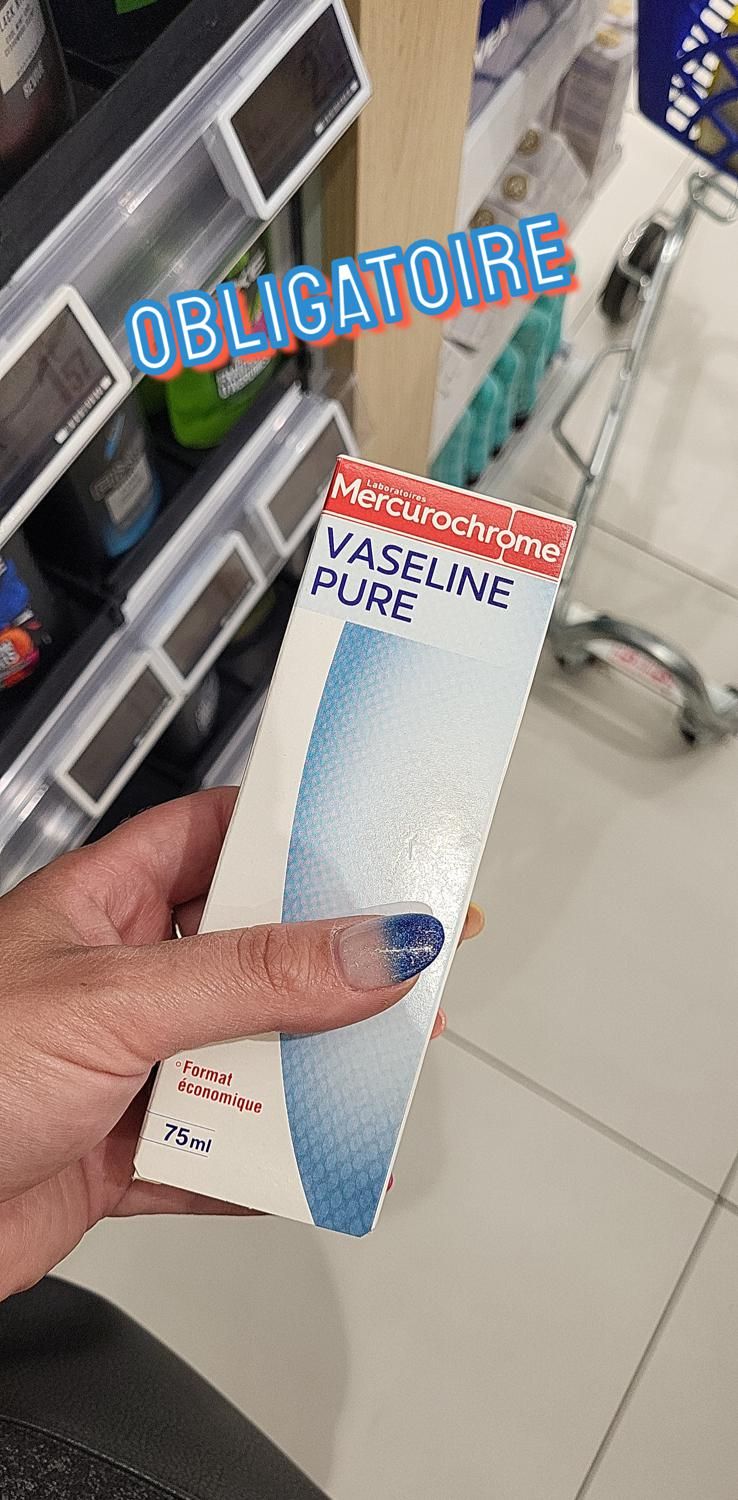 OBLIGATOIRE
Laboratoires
Mercurochrome
VASELINE
PURE
Format
économique
75ml